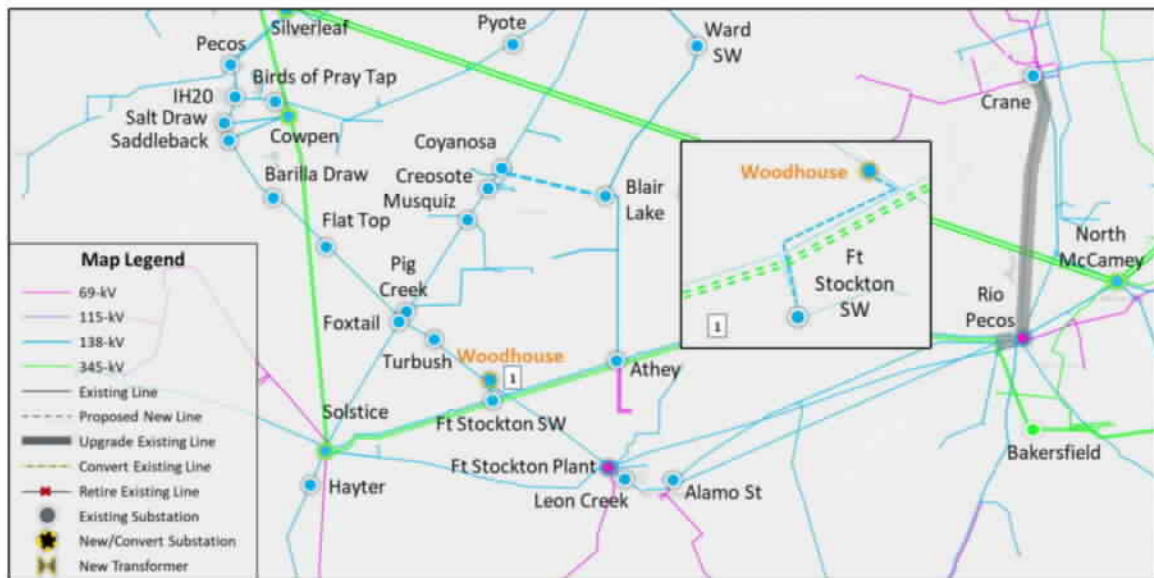 Silverleaf
Pyote
Ward
SW
Pecos
Birds of Pray Tap
IH20
Crane
Salt Draw
Cowpen
Saddleback
Coyanosa
Woodhouse
Creosote
Barilla Draw
Musquiz
Blair
Lake
Flat Top
North
McCamey
Map Legend
Ft
Stockton
SW
Pig
Creek
69-kV
Rio
Pecos
115-kV
1
Foxtail
138-kV
Turbush
Woodhouse
345-kV
1
Athey
Existing Line
Solstice
Proposed New Line
Ft Stockton SW
Upgrade Existing Line
Bakersfield
Convert Existing Line
Ft Stockton Plant
Retire Existing Line
Hayter
Leon Creek
Alamo St
Existing Substation
New/Convert Substation
New Transformer